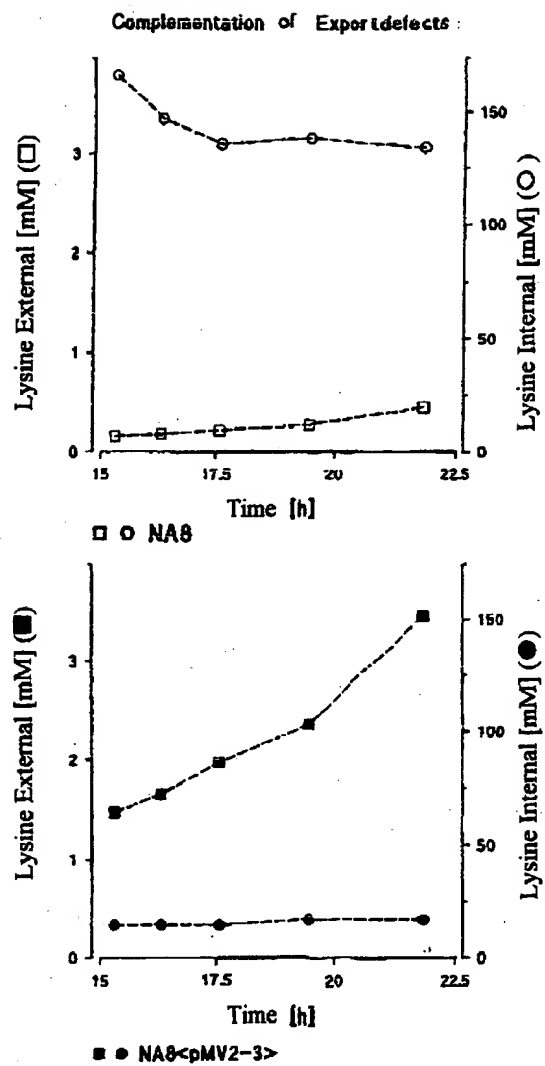 Complementation of Exportdefects :
Lysine External [mM] (□)
3
2
1
0
Lysine Internal [mM] (○)
150
100
50
0
15 17.5 20 22.5
Time [h]
□ ○ NA8
Lysine External [mM] (■)
3
2
1
0
Lysine Internal [mM] (●)
150
100
50
0
15 17.5 20 22.5
Time [h]
■ ● NA8<pMV2-3>